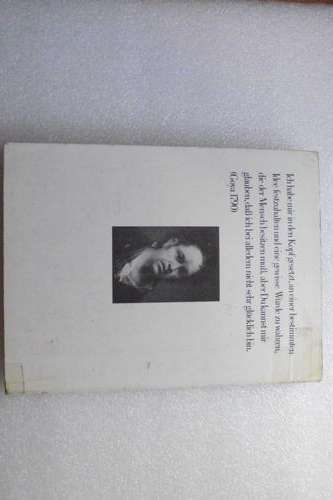 Ich habe mir in den Kopf gesetzt, an einer bestimmten
Idee festzuhalten und eine gewisse Würde zu wahren,
die der Mensch besitzen muß, aber Du kannst mir
glauben, daß ich bei alledem nicht sehr glücklich bin.
(Goya 1790)